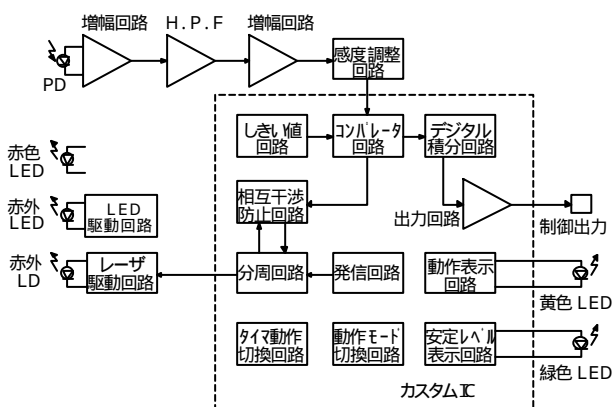 増幅回路 H.P.F 増幅回路
PD
感度調整
回路
しきい値
回路
コンパレータ
回路
デジタル
積分回路
赤色
LED
相互干渉
防止回路
出力回路
制御出力
赤外
LED
LED
駆動回路
赤外
LD
レーザ
駆動回路
分周回路
発信回路
動作表示
回路
黄色 LED
タイマ動作
切換回路
動作モード
切換回路
安定レベル
表示回路
緑色 LED
カスタムIC